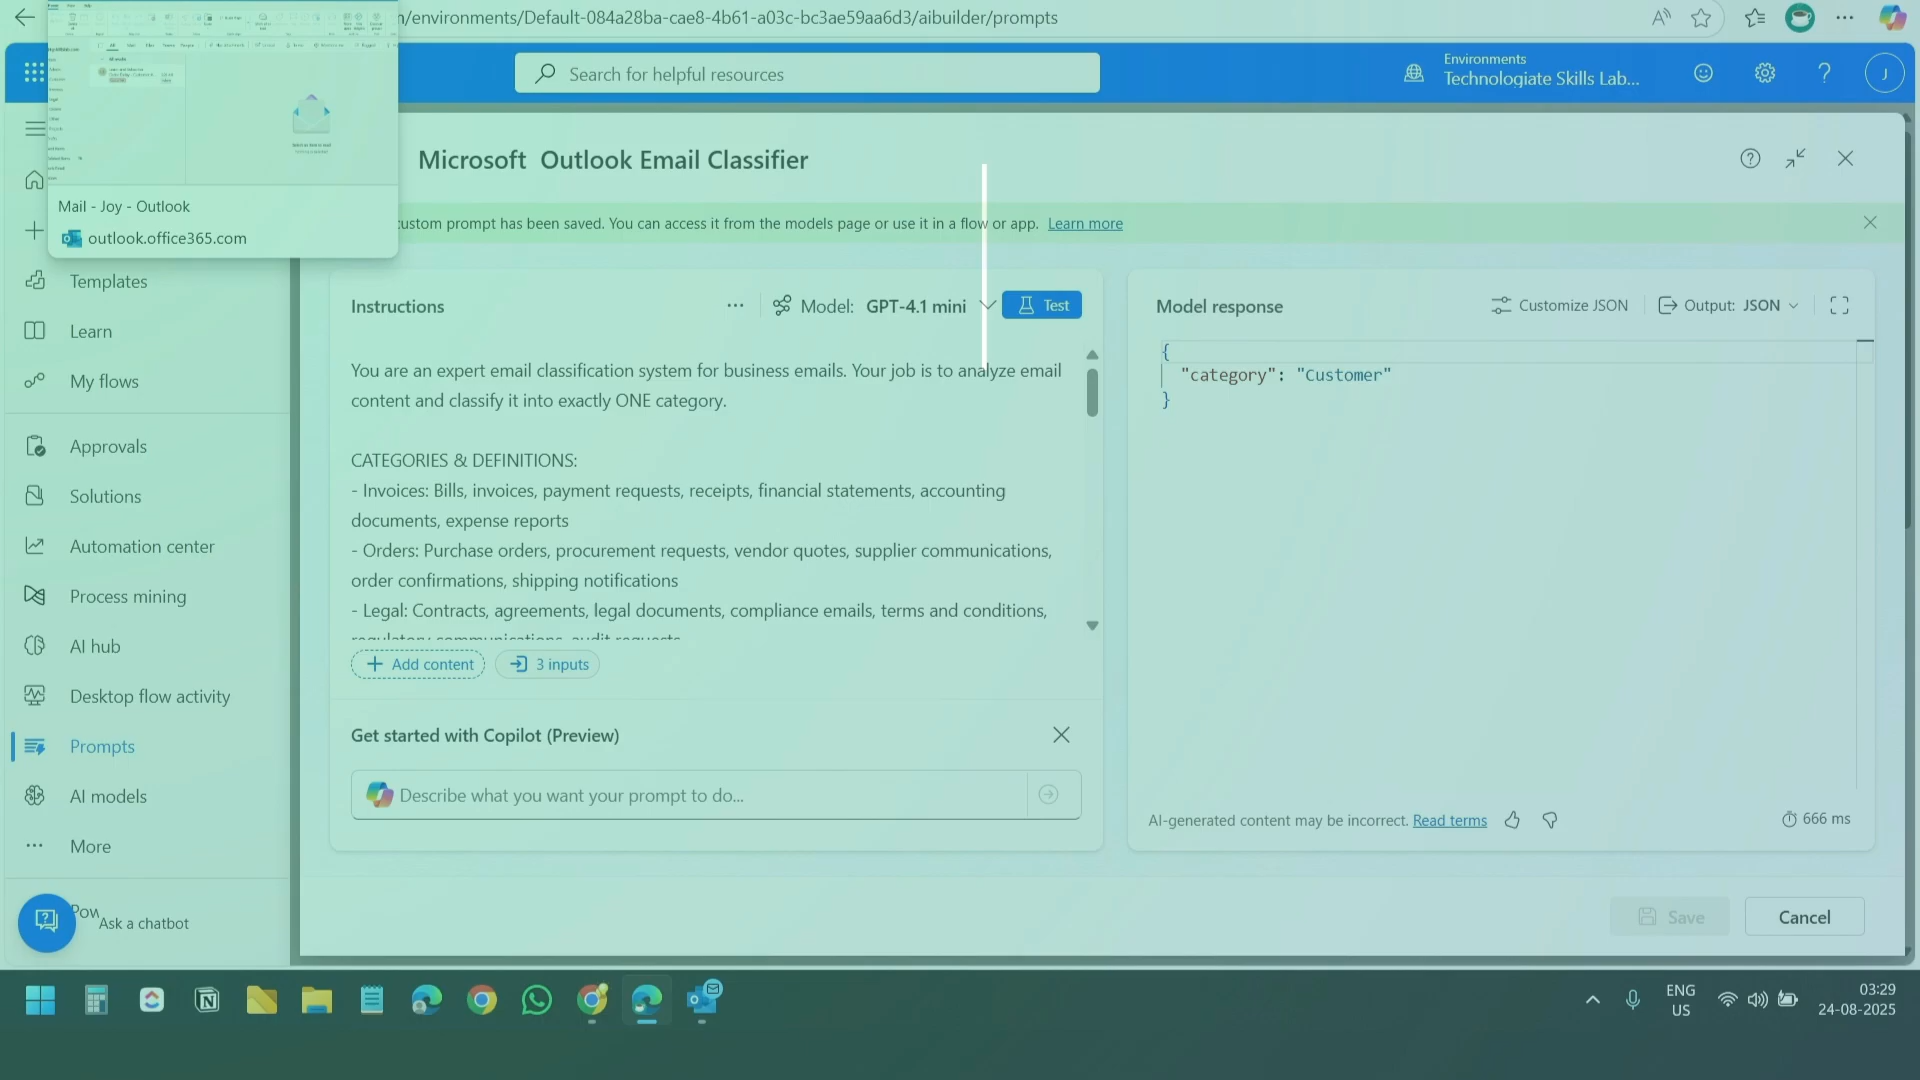 n/environments/Default-084a28ba-cae8-4b61-a03c-bc3ae59aa6d3/aibuilder/prompts
Search for helpful resources
Environments
Technologiate Skills Lab...
J
Mail - Joy - Outlook
outlook.office365.com
Microsoft Outlook Email Classifier
custom prompt has been saved. You can access it from the models page or use it in a flow or app. Learn more
Templates
Learn
My flows
Approvals
Solutions
Automation center
Process mining
AI hub
Desktop flow activity
Prompts
AI models
More
Pow
Ask a chatbot
Instructions
Model: GPT-4.1 mini
Test
You are an expert email classification system for business emails. Your job is to analyze email
content and classify it into exactly ONE category.
CATEGORIES & DEFINITIONS:
- Invoices: Bills, invoices, payment requests, receipts, financial statements, accounting
documents, expense reports
- Orders: Purchase orders, procurement requests, vendor quotes, supplier communications,
order confirmations, shipping notifications
- Legal: Contracts, agreements, legal documents, compliance emails, terms and conditions,
regulatory communications, audit requests
Add content
3 inputs
Get started with Copilot (Preview)
Describe what you want your prompt to do...
Model response
Customize JSON
Output: JSON
{
"category": "Customer"
}
AI-generated content may be incorrect. Read terms
666 ms
Save
Cancel
ENG
US
03:29
24-08-2025